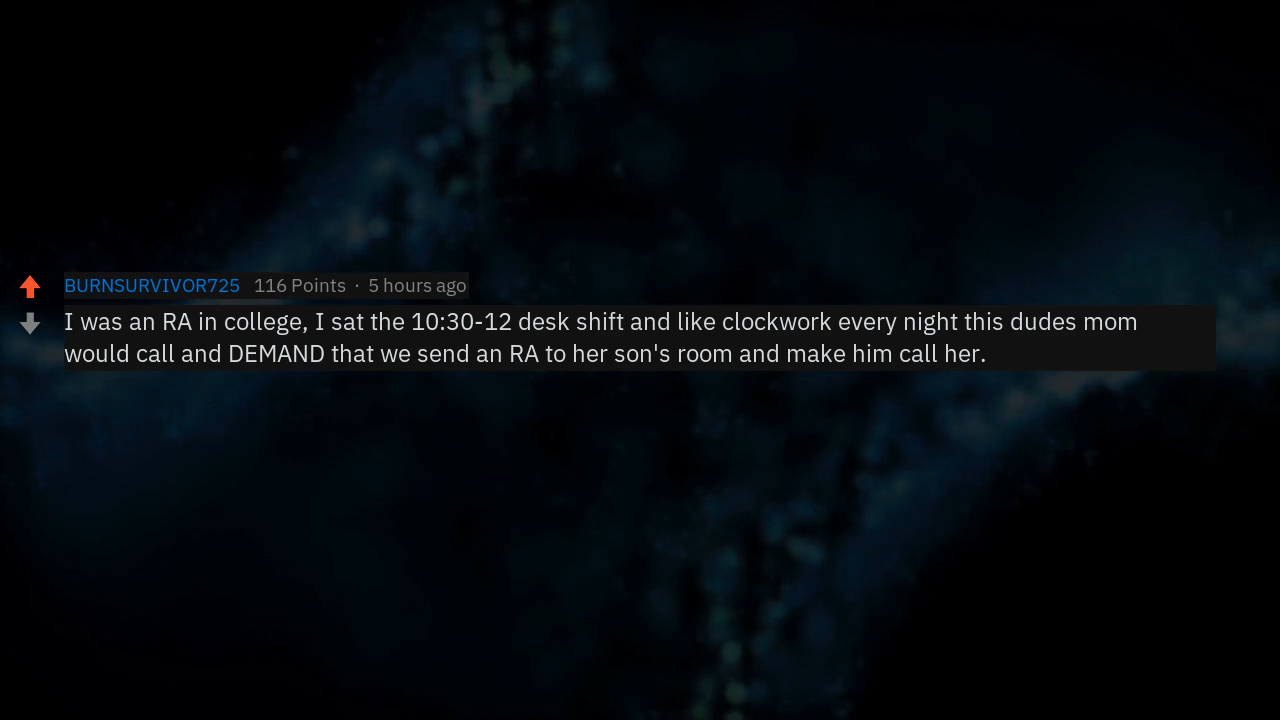 BURNSURVIVOR725 116 Points · 5 hours ago
I was an RA in college, I sat the 10:30-12 desk shift and like clockwork every night this dudes mom
would call and DEMAND that we send an RA to her son's room and make him call her.